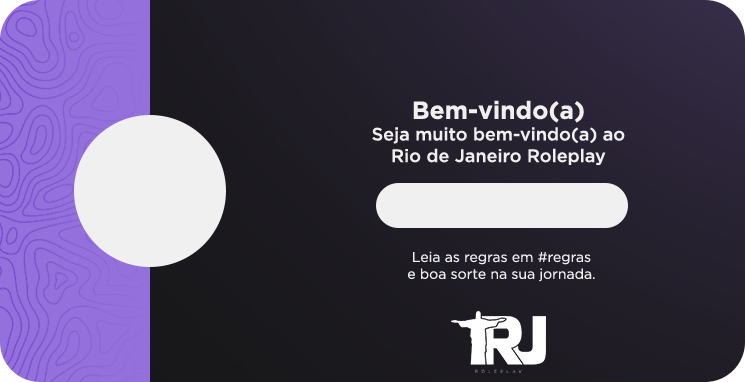 Bem-vindo(a)
Seja muito bem-vindo(a) ao
Rio de Janeiro Roleplay
Leia as regras em #regras
e boa sorte na sua jornada.
RJ
ROLEPLAY